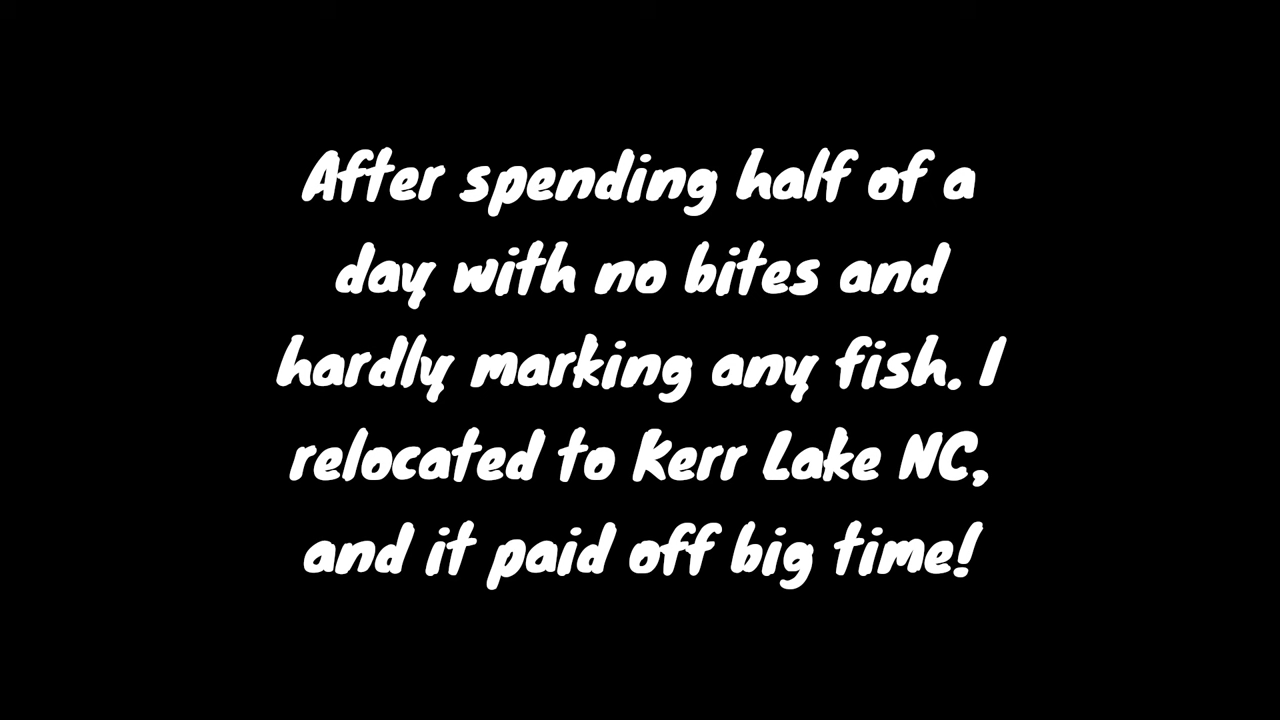 After spending half of a
day with no bites and
hardly marking any fish. I
relocated to Kerr Lake NC,
and it paid off big time!